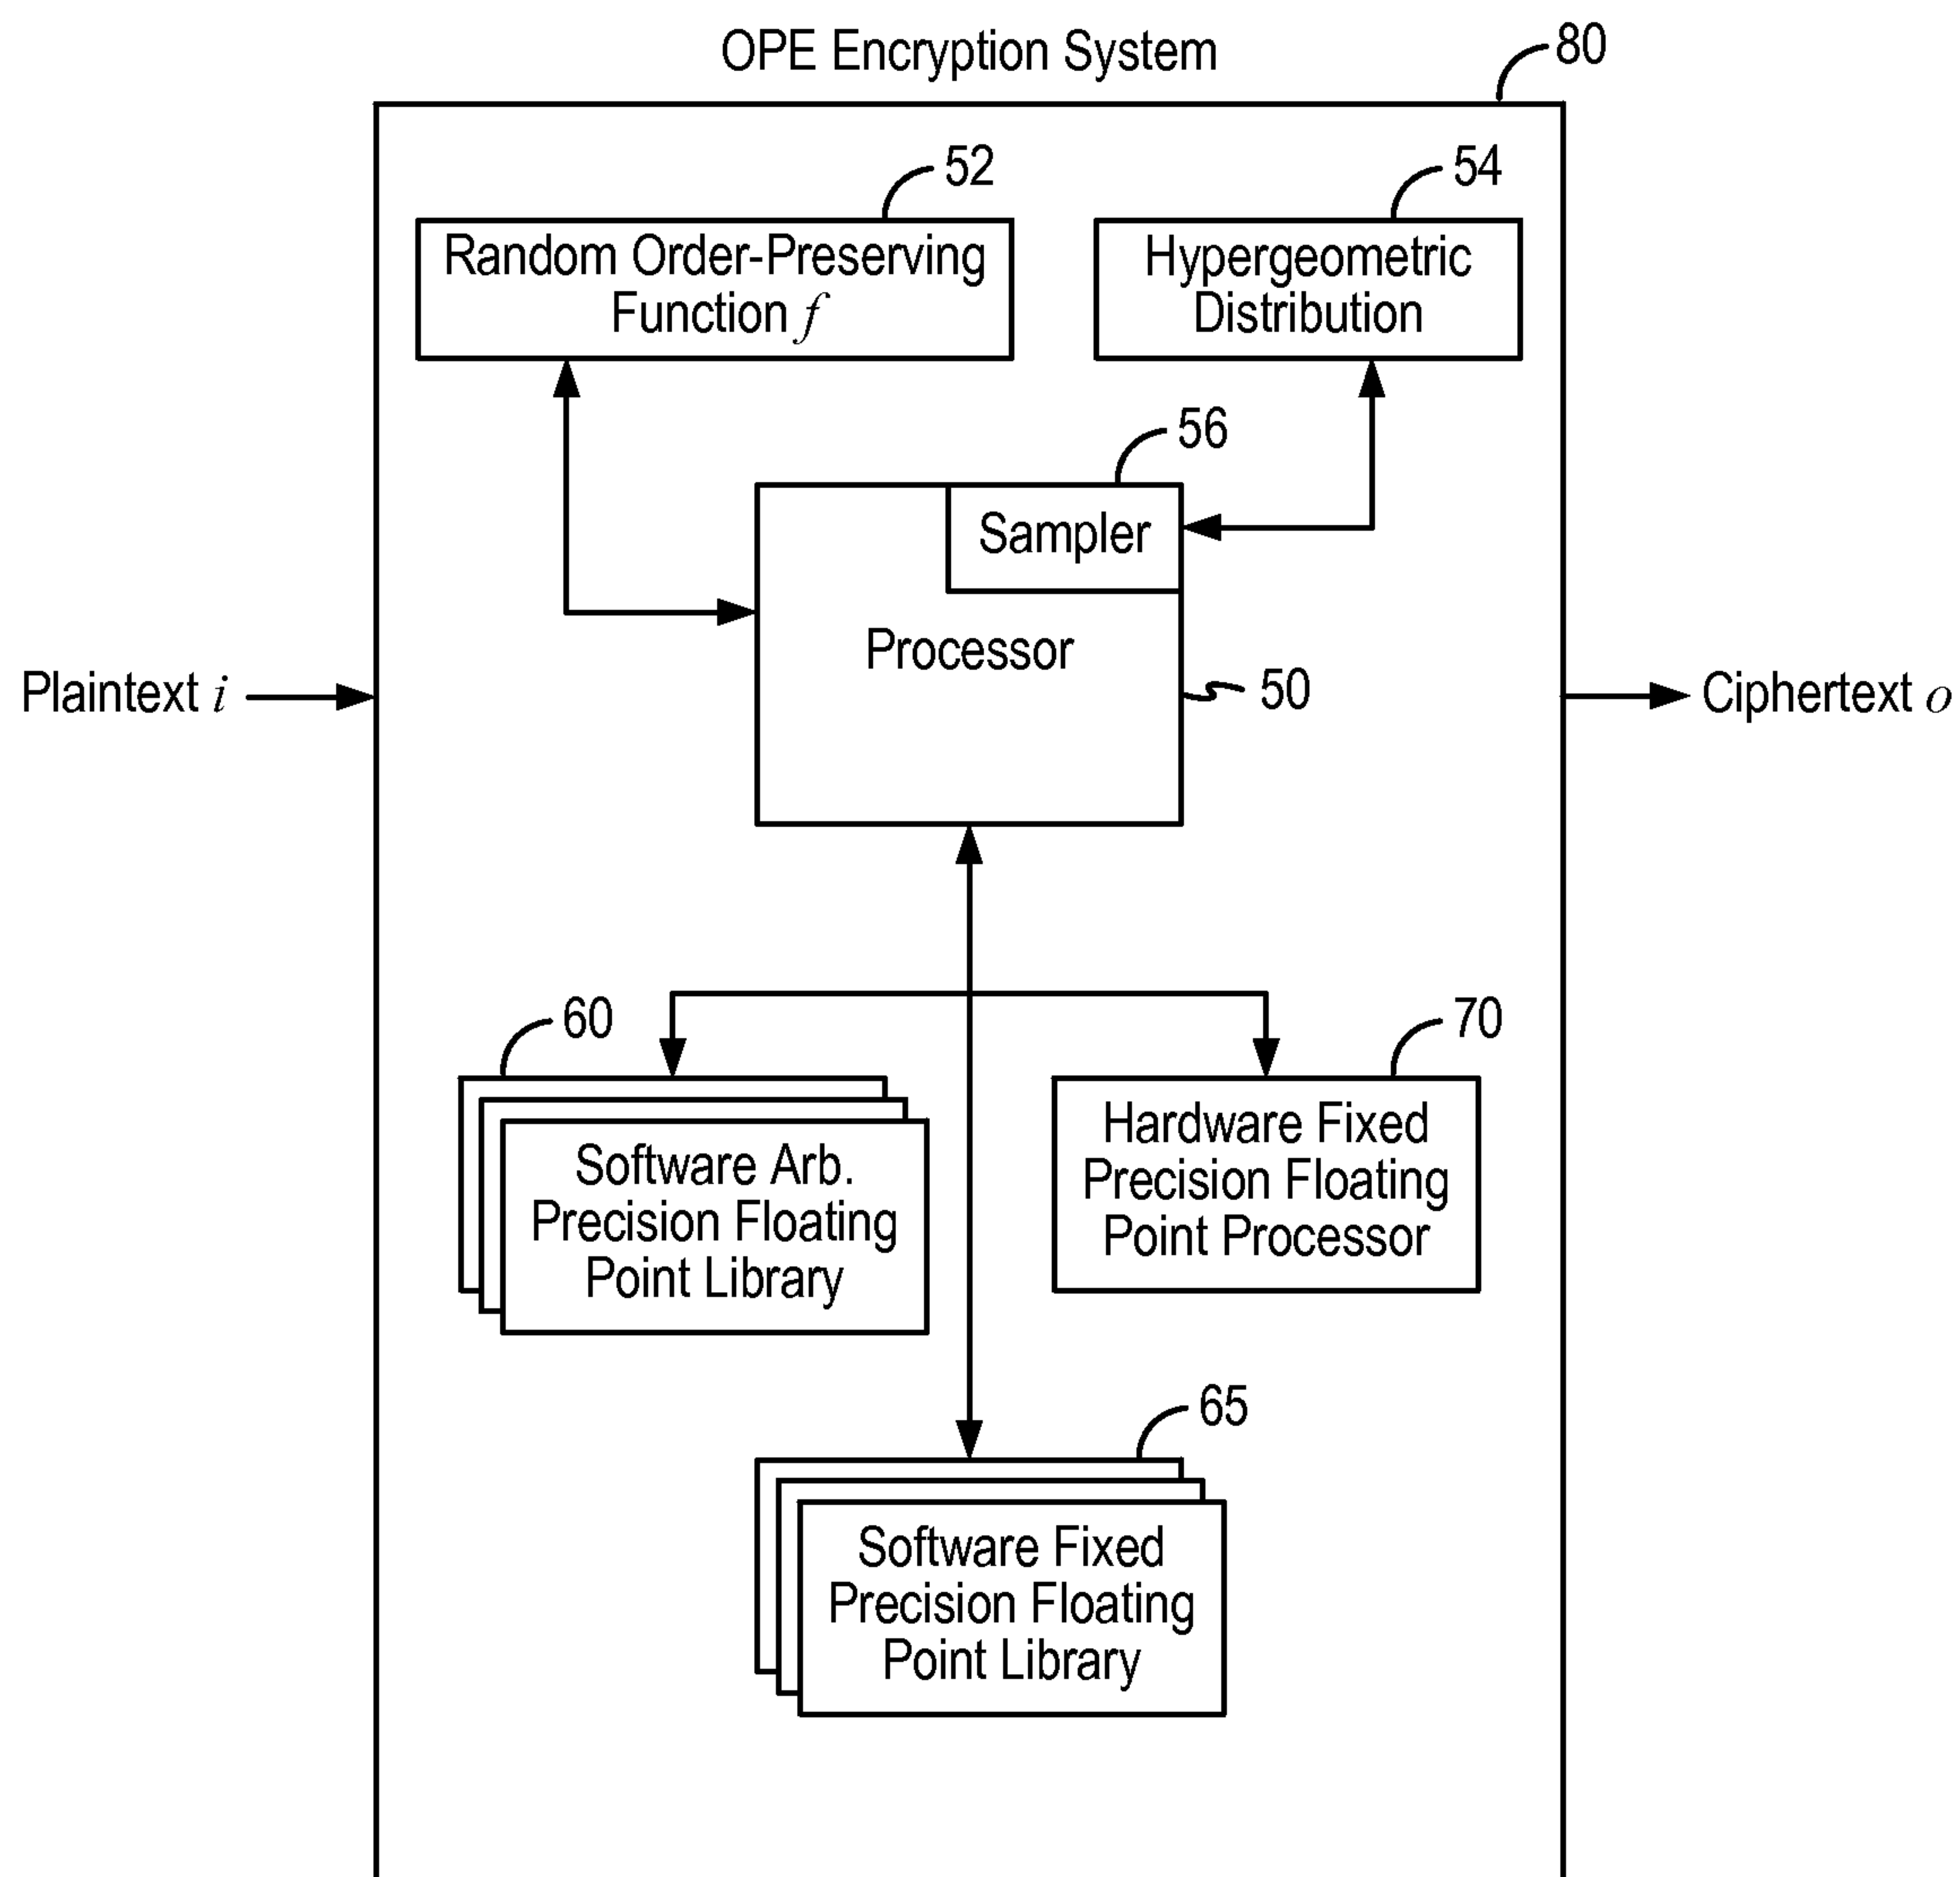 OPE Encryption System
80
52
54
Random Order-Preserving
Function f
Hypergeometric
Distribution
56
Sampler
Processor
50
Plaintext i
Ciphertext o
60
70
Software Arb.
Precision Floating
Point Library
Hardware Fixed
Precision Floating
Point Processor
65
Software Fixed
Precision Floating
Point Library